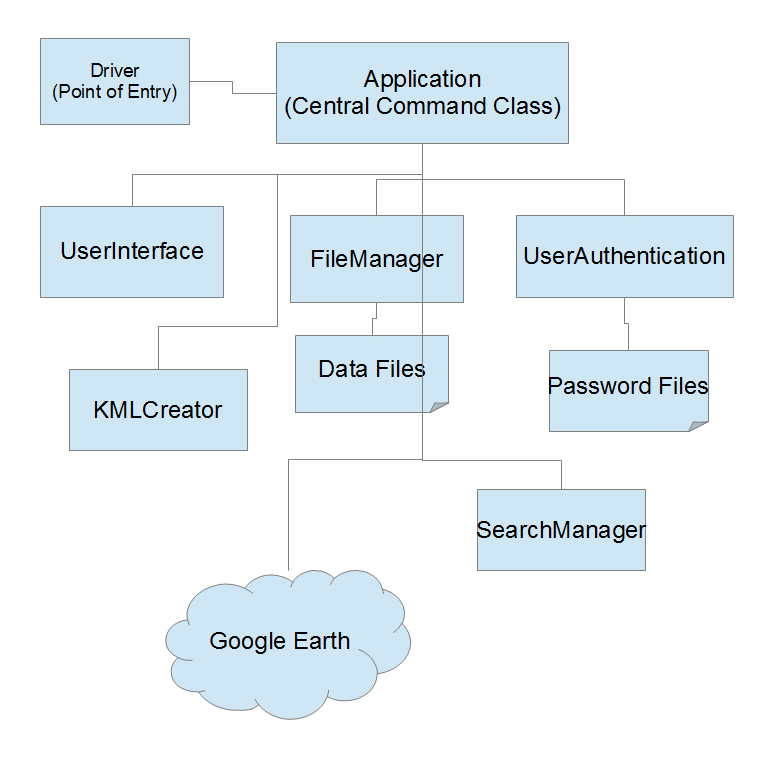 Driver
(Point of Entry)
Application
(Central Command Class)
UserInterface
FileManager
UserAuthentication
Data Files
Password Files
KMLCreator
SearchManager
Google Earth